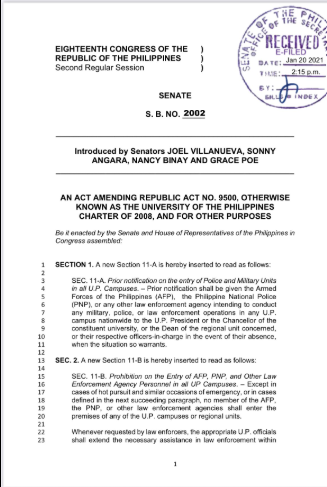 SENATE OF THE PHIL
OFFICE OF THE SECRE
RECEIVED
E-FILED
DATE: Jan 20 2021
TIME: 2:15 p.m.
BY:
INDEX
EIGHTEENTH CONGRESS OF THE )
REPUBLIC OF THE PHILIPPINES )
Second Regular Session )
SENATE
S. B. NO. 2002
Introduced by Senators JOEL VILLANUEVA, SONNY
ANGARA, NANCY BINAY AND GRACE POE
AN ACT AMENDING REPUBLIC ACT NO. 9500, OTHERWISE
KNOWN AS THE UNIVERSITY OF THE PHILIPPINES
CHARTER OF 2008, AND FOR OTHER PURPOSES
Be it enacted by the Senate and House of Representatives of the Philippines in
Congress assembled:
1 SECTION 1. A new Section 11-A is hereby inserted to read as follows:
2
3 SEC. 11-A. Prior notification on the entry of Police and Military Units
4 in all U.P. Campuses. – Prior notification shall be given the Armed
5 Forces of the Philippines (AFP), the Philippine National Police
6 (PNP), or any other law enforcement agency intending to conduct
7 any military, police, or law enforcement operations in any U.P.
8 campus nationwide to the U.P. President or the Chancellor of the
9 constituent university, or the Dean of the regional unit concerned,
10 or their respective officers-in-charge in the event of their absence,
11 when the situation so warrants.
12
13 SEC. 2. A new Section 11-B is hereby inserted to read as follows:
14
15 SEC. 11-B. Prohibition on the Entry of AFP, PNP, and Other Law
16 Enforcement Agency Personnel in all UP Campuses. – Except in
17 cases of hot pursuit and similar occasions of emergency, or in cases
18 defined in the next succeeding paragraph, no member of the AFP,
19 the PNP, or other law enforcement agencies shall enter the
20 premises of any of the U.P. campuses or regional units.
21
22 Whenever requested by law enforcers, the appropriate U.P. officials
23 shall extend the necessary assistance in law enforcement within
1